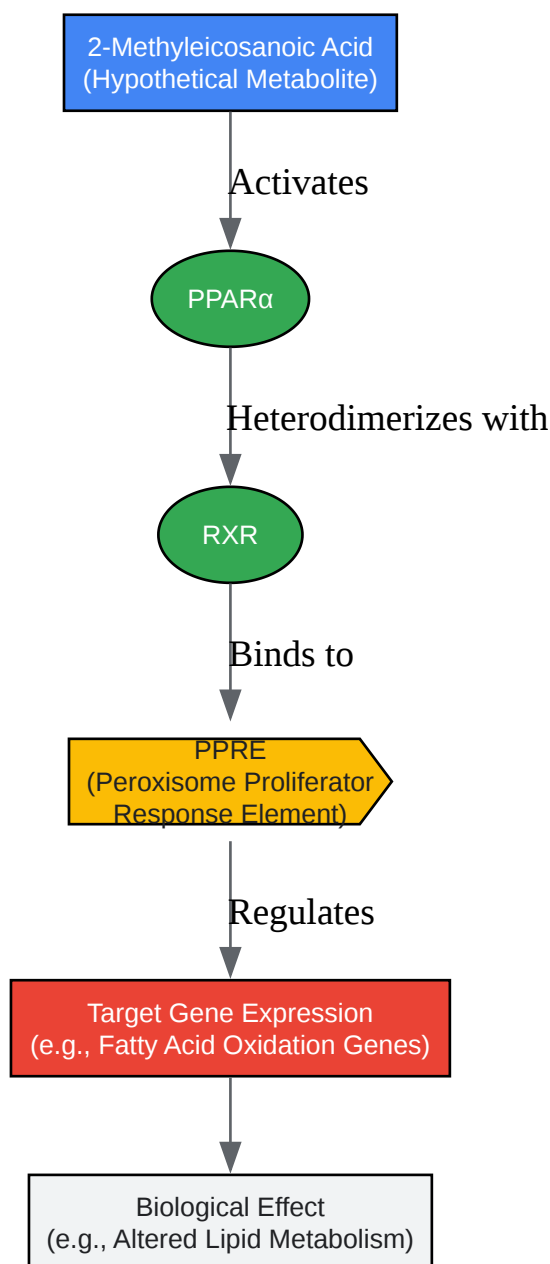 2-Methyleicosanoic Acid
(Hypothetical Metabolite)
Activates
PPARα
Heterodimerizes with
RXR
Binds to
PPRE
(Peroxisome Proliferator
Response Element)
Regulates
Target Gene Expression
(e.g., Fatty Acid Oxidation Genes)
Biological Effect
(e.g., Altered Lipid Metabolism)